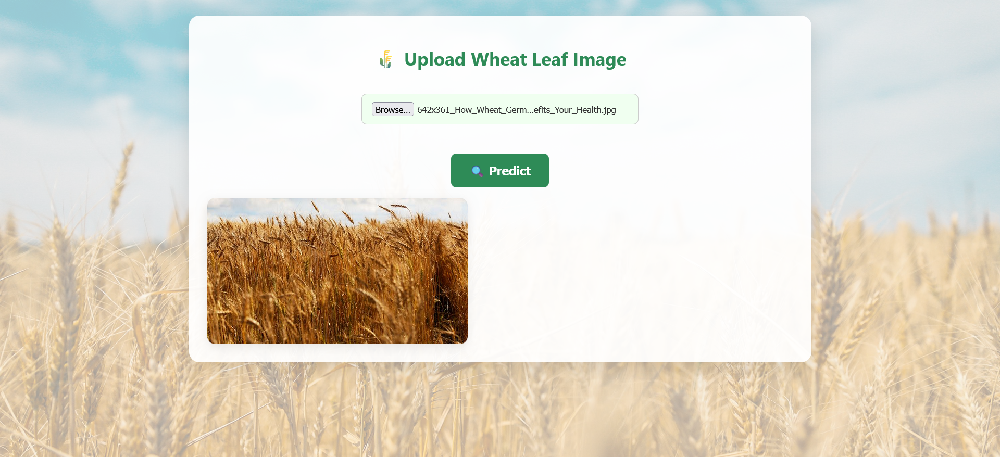 Upload Wheat Leaf Image
Browse... 642x361_How_Wheat_Germ...efits_Your_Health.jpg
Predict